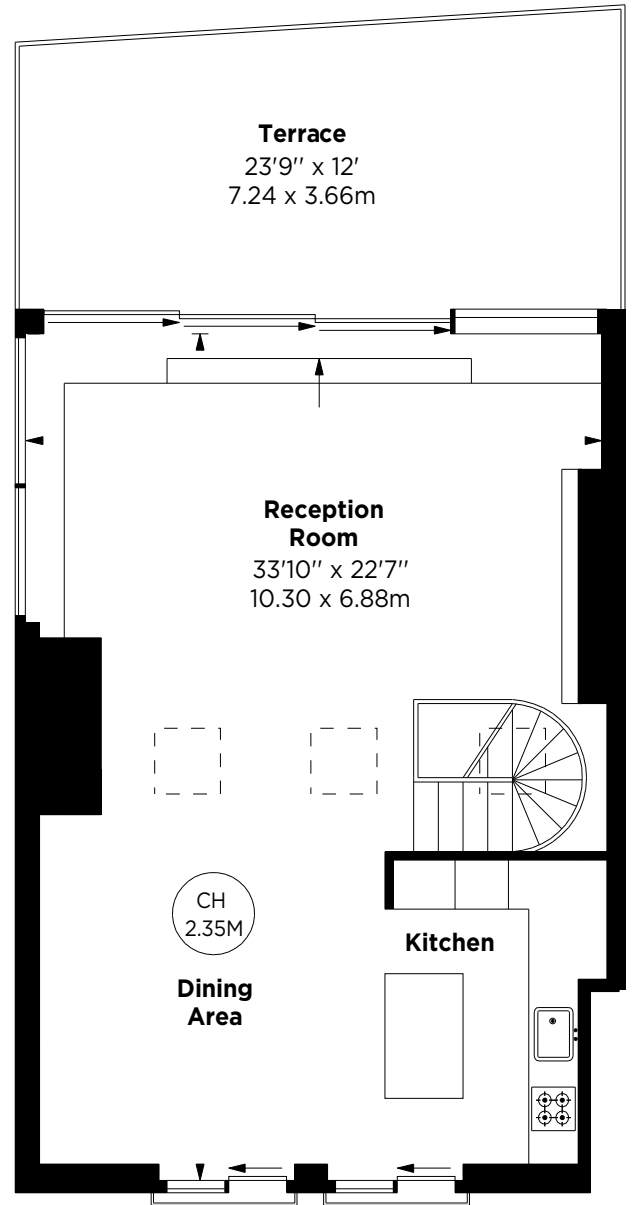 Terrace
23'9'' x 12'
7.24 x 3.66m
Reception
Room
33'10'' x 22'7''
10.30 x 6.88m
CH
2.35M
Kitchen
Dining
Area